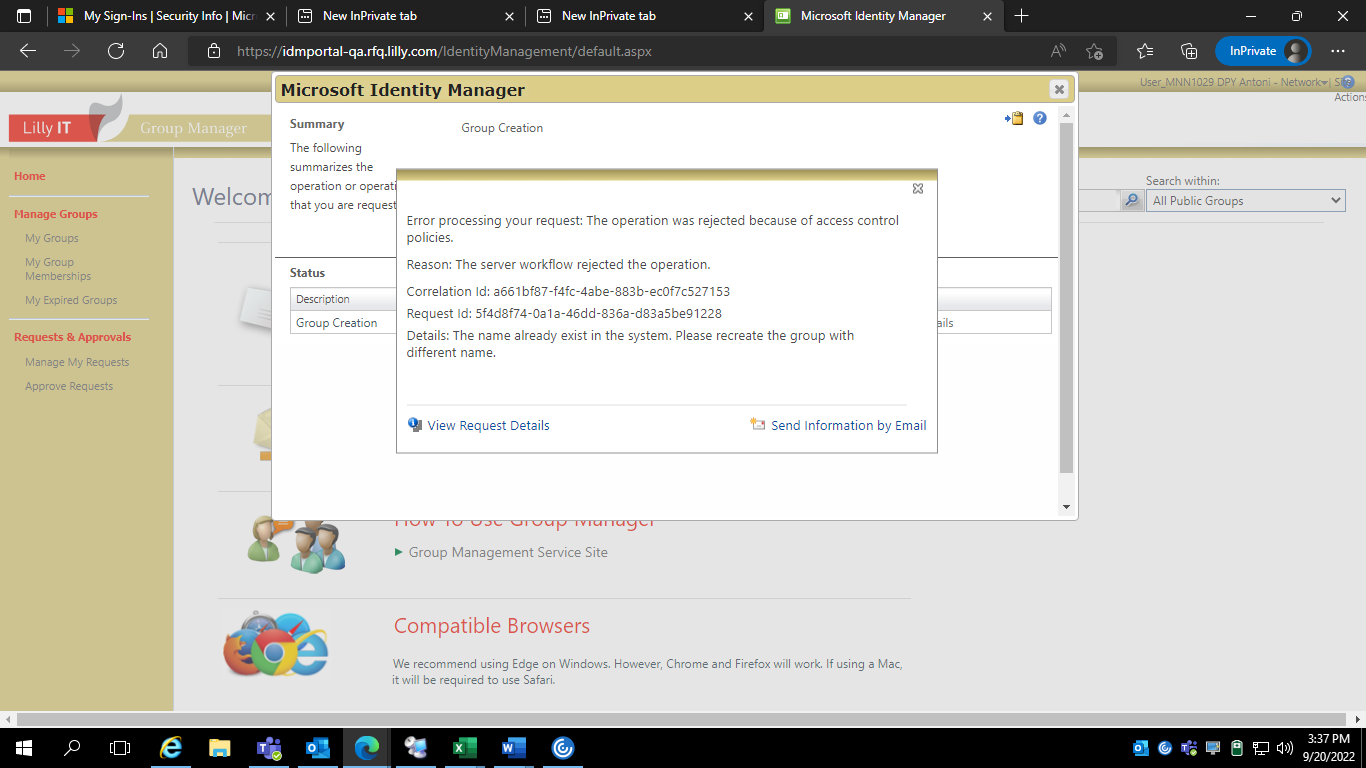 My Sign-Ins | Security Info | Micr
New InPrivate tab
New InPrivate tab
Microsoft Identity Manager
https://idmportal-qa.rfq.lilly.com/IdentityManagement/default.aspx
InPrivate
Microsoft Identity Manager
User_MNN1029 DPY Antoni - Network
Actions
Lilly IT
Group Manager
Summary
Group Creation
The following
summarizes the
operation or operati
that you are request
Home
Manage Groups
My Groups
My Group
Memberships
My Expired Groups
Requests & Approvals
Manage My Requests
Approve Requests
Welcom
Search within:
All Public Groups
Error processing your request: The operation was rejected because of access control
policies.
Reason: The server workflow rejected the operation.
Correlation Id: a661bf87-f4fc-4abe-883b-ec0f7c527153
Request Id: 5f4d8f74-0a1a-46dd-836a-d83a5be91228
Details: The name already exist in the system. Please recreate the group with
different name.
View Request Details
Send Information by Email
Status
Description
Group Creation
ails
How To Use Group Manager
Group Management Service Site
Compatible Browsers
We recommend using Edge on Windows. However, Chrome and Firefox will work. If using a Mac,
it will be required to use Safari.
3:37 PM
9/20/2022